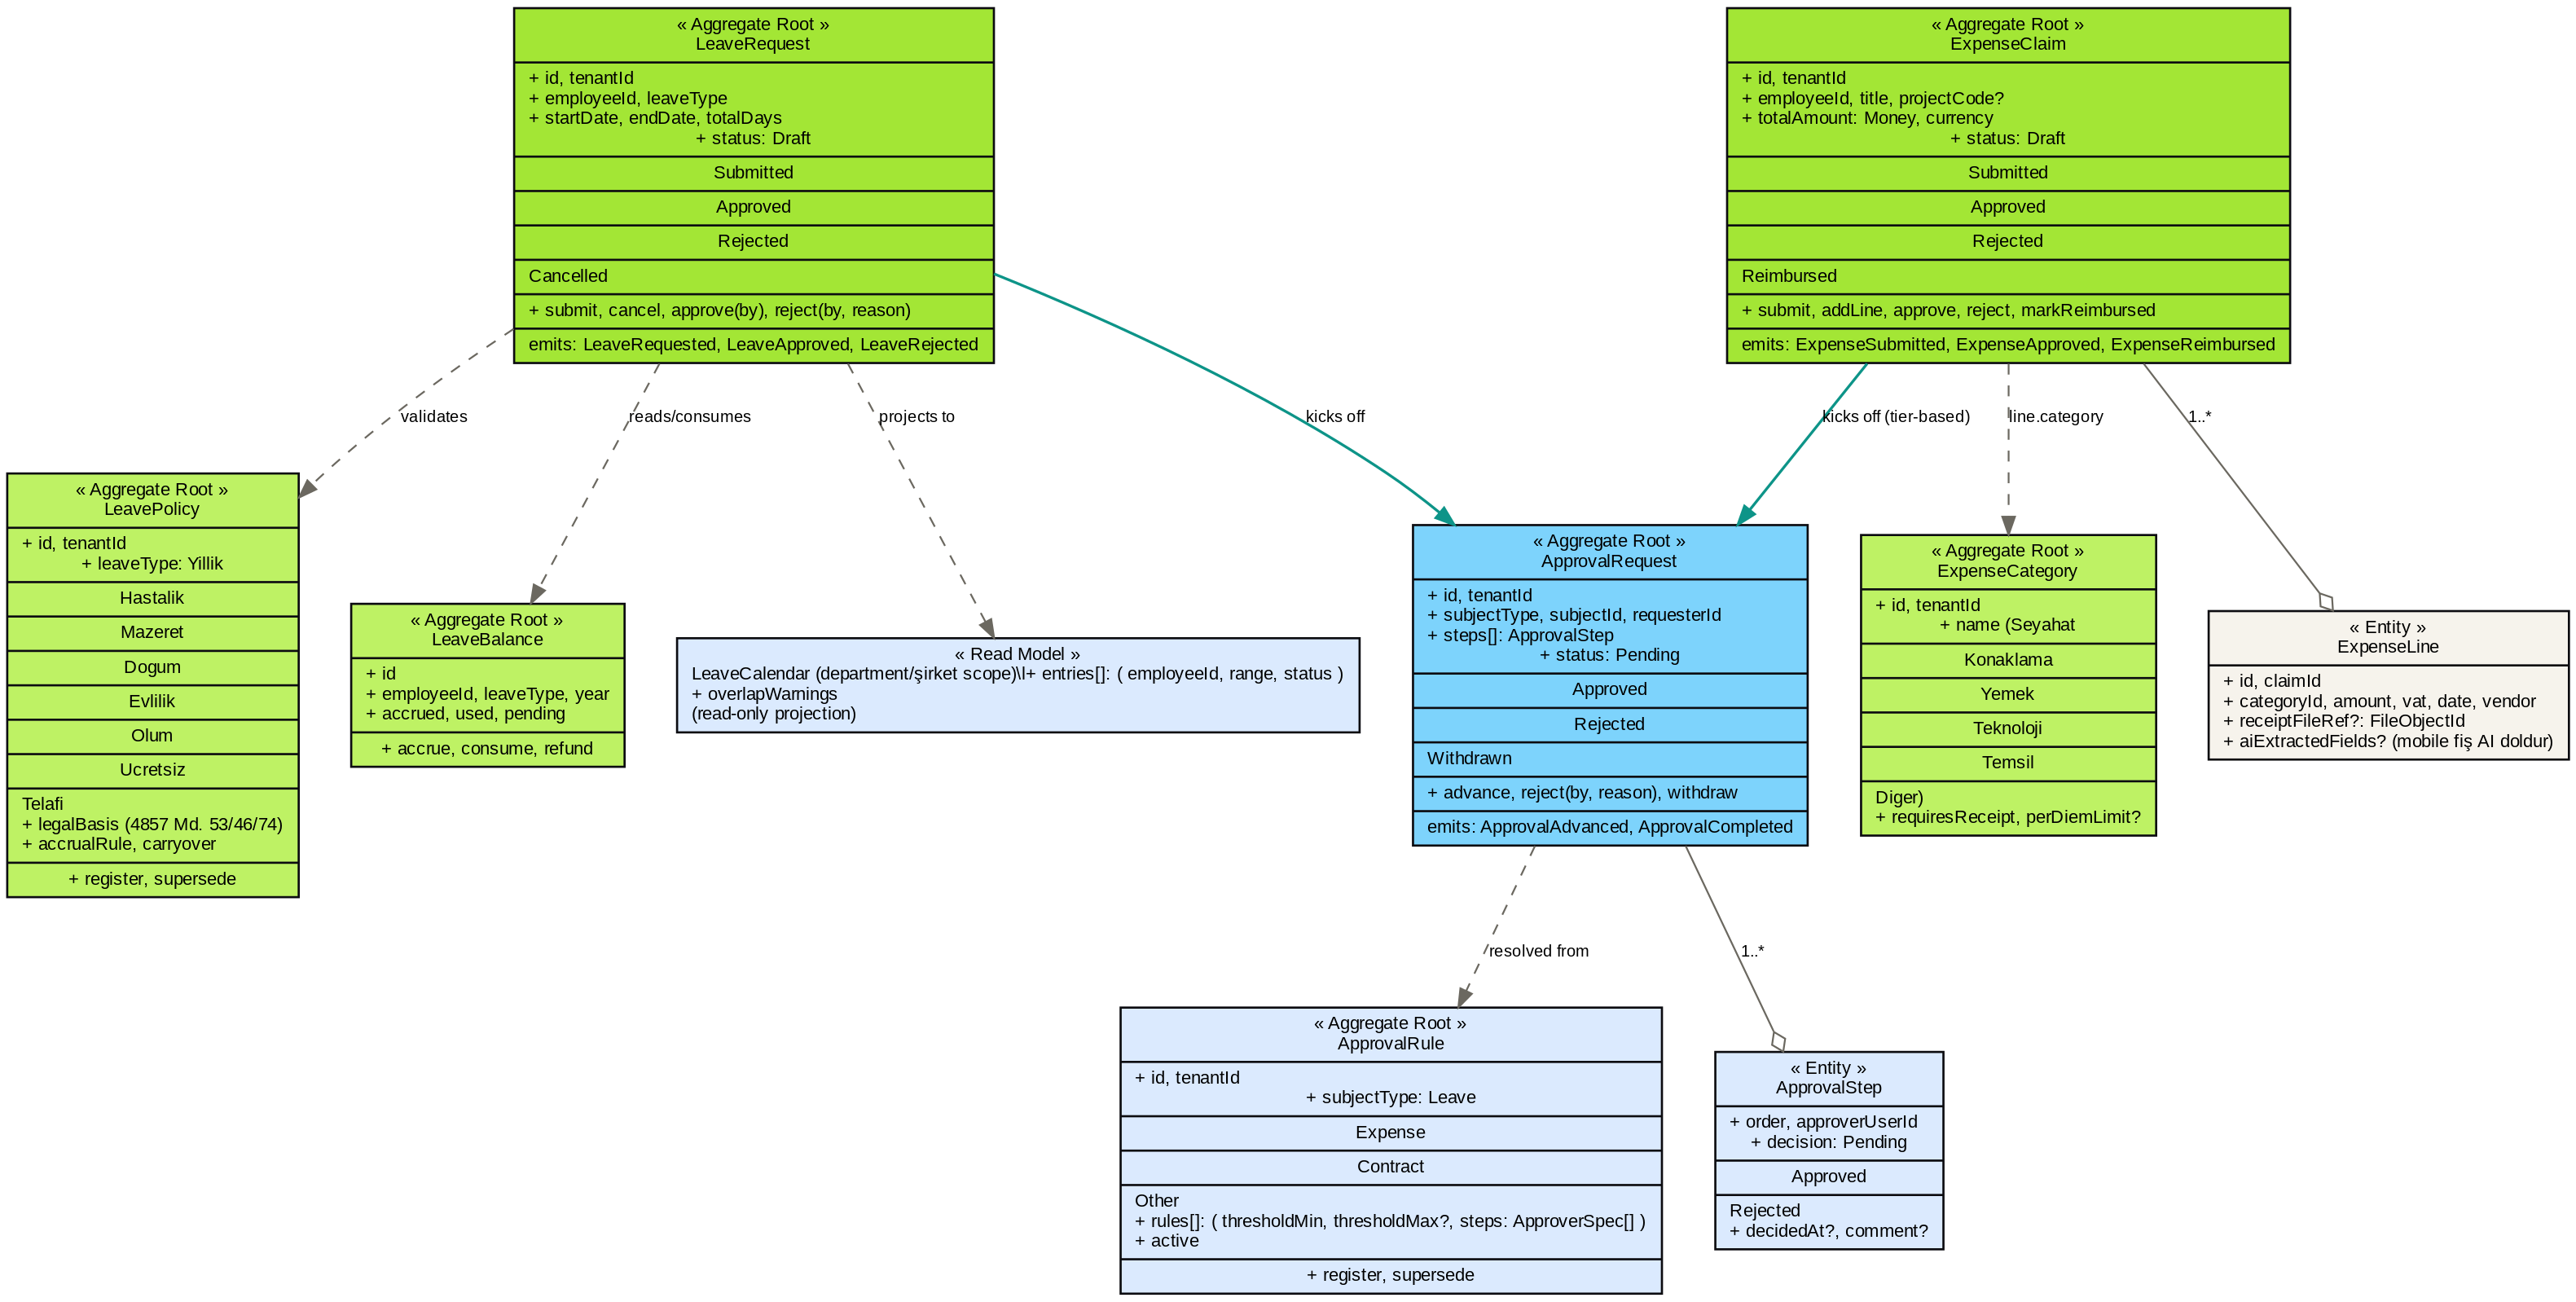 « Aggregate Root »
LeaveRequest
+ id, tenantId
+ employeeId, leaveType
+ startDate, endDate, totalDays
+ status: Draft
Submitted
Approved
Rejected
Cancelled
+ submit, cancel, approve(by), reject(by, reason)
emits: LeaveRequested, LeaveApproved, LeaveRejected
« Aggregate Root »
ExpenseClaim
+ id, tenantId
+ employeeId, title, projectCode?
+ totalAmount: Money, currency
+ status: Draft
Submitted
Approved
Rejected
Reimbursed
+ submit, addLine, approve, reject, markReimbursed
emits: ExpenseSubmitted, ExpenseApproved, ExpenseReimbursed
validates
reads/consumes
projects to
kicks off
kicks off (tier-based)
line.category
1..*
« Aggregate Root »
LeavePolicy
+ id, tenantId
+ leaveType: Yillik
Hastalik
Mazeret
Dogum
Evlilik
Olum
Ucretsiz
Telafi
+ legalBasis (4857 Md. 53/46/74)
+ accrualRule, carryover
+ register, supersede
« Aggregate Root »
LeaveBalance
+ id
+ employeeId, leaveType, year
+ accrued, used, pending
+ accrue, consume, refund
« Read Model »
LeaveCalendar (department/şirket scope)\l+ entries[]: ( employeeId, range, status )
+ overlapWarnings
(read-only projection)
« Aggregate Root »
ApprovalRequest
+ id, tenantId
+ subjectType, subjectId, requesterId
+ steps[]: ApprovalStep
+ status: Pending
Approved
Rejected
Withdrawn
+ advance, reject(by, reason), withdraw
emits: ApprovalAdvanced, ApprovalCompleted
« Aggregate Root »
ExpenseCategory
+ id, tenantId
+ name (Seyahat
Konaklama
Yemek
Teknoloji
Temsil
Diger)
+ requiresReceipt, perDiemLimit?
« Entity »
ExpenseLine
+ id, claimId
+ categoryId, amount, vat, date, vendor
+ receiptFileRef?: FileObjectId
+ aiExtractedFields? (mobile fiş AI doldur)
resolved from
1..*
« Aggregate Root »
ApprovalRule
+ id, tenantId
+ subjectType: Leave
Expense
Contract
Other
+ rules[]: ( thresholdMin, thresholdMax?, steps: ApproverSpec[] )
+ active
+ register, supersede
« Entity »
ApprovalStep
+ order, approverUserId
+ decision: Pending
Approved
Rejected
+ decidedAt?, comment?